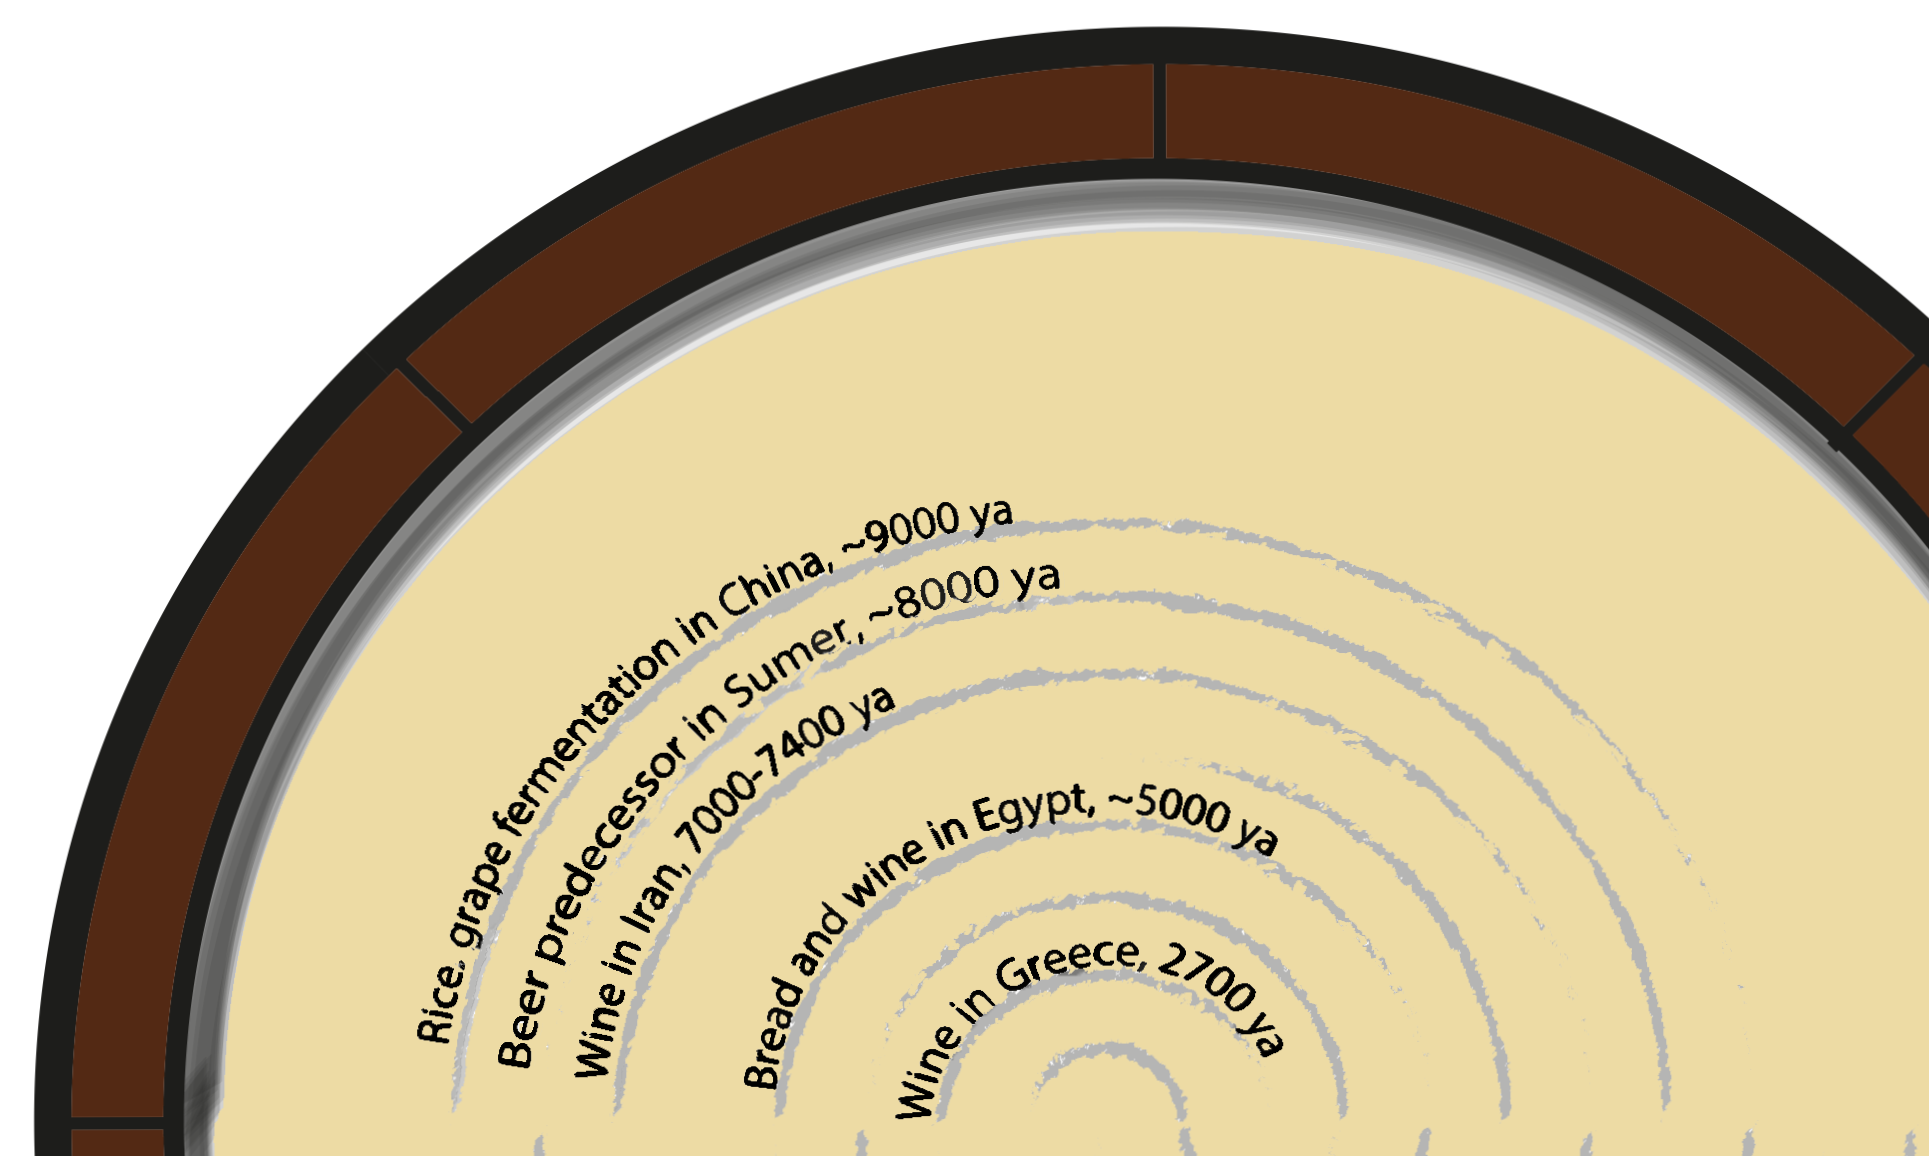 Rice, grape fermentation in China, ~9000 ya
Beer predecessor in Sumer, ~8000 ya
Wine in Iran, 7000-7400 ya
Bread and wine in Egypt, ~5000 ya
Wine in Greece, 2700 ya